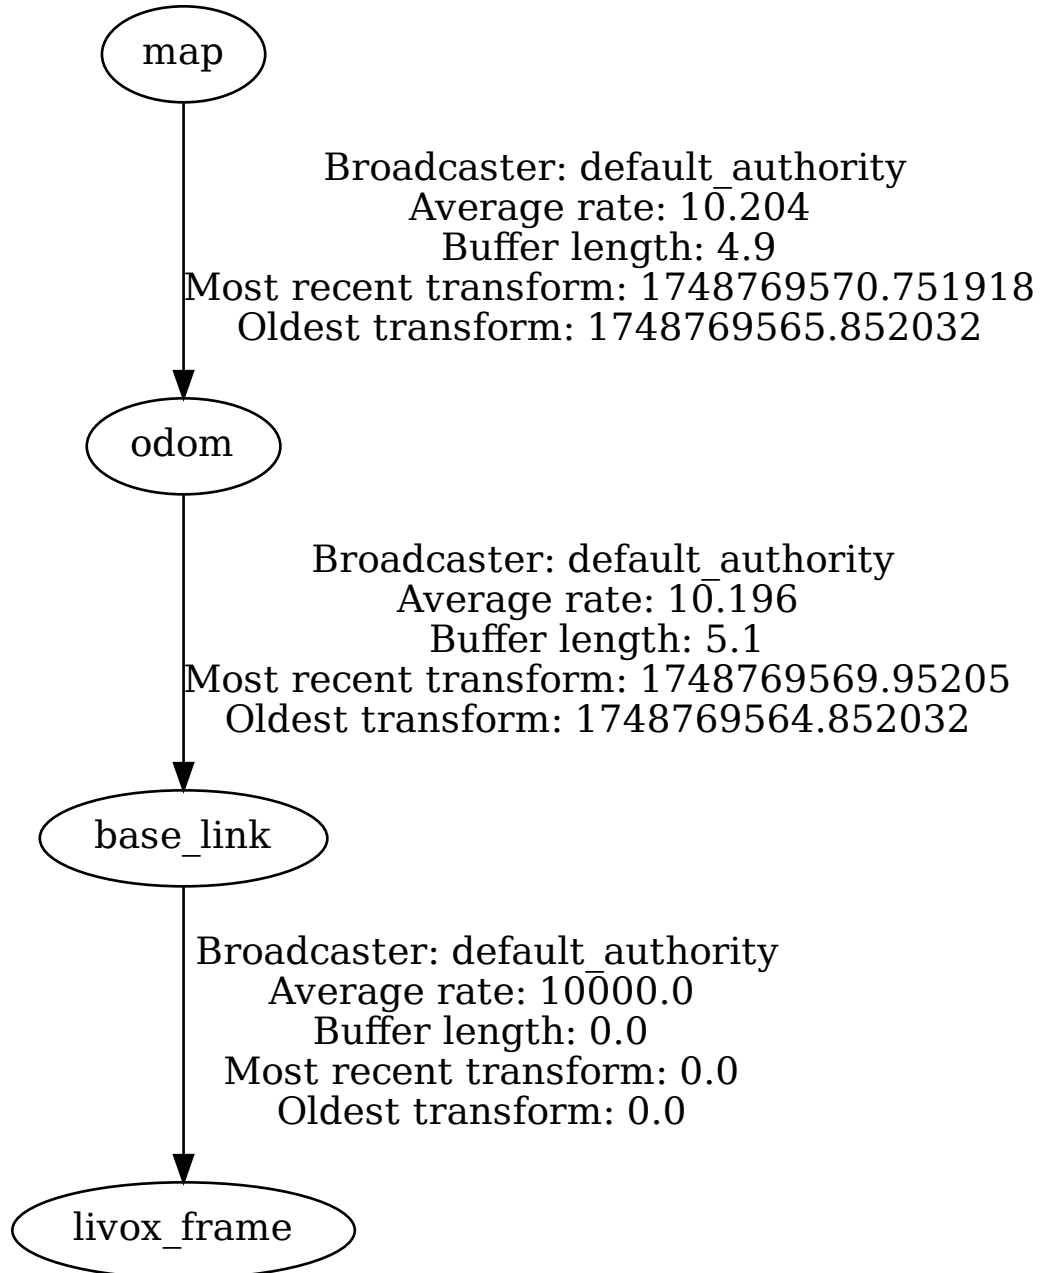 map
Broadcaster: default_authority
Average rate: 10.204
Buffer length: 4.9
Most recent transform: 1748769570.751918
Oldest transform: 1748769565.852032
odom
Broadcaster: default_authority
Average rate: 10.196
Buffer length: 5.1
Most recent transform: 1748769569.95205
Oldest transform: 1748769564.852032
base_link
Broadcaster: default_authority
Average rate: 10000.0
Buffer length: 0.0
Most recent transform: 0.0
Oldest transform: 0.0
livox_frame